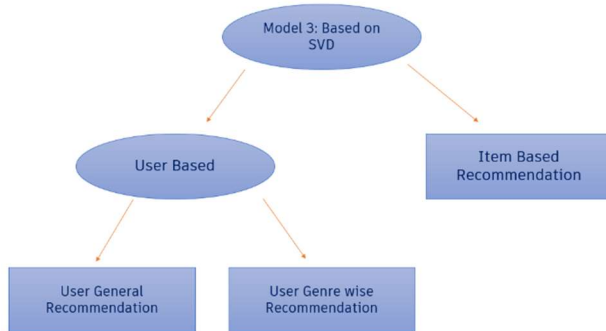 Model 3: Based on
SVD
User Based
Item Based
Recommendation
User General
Recommendation
User Genre wise
Recommendation